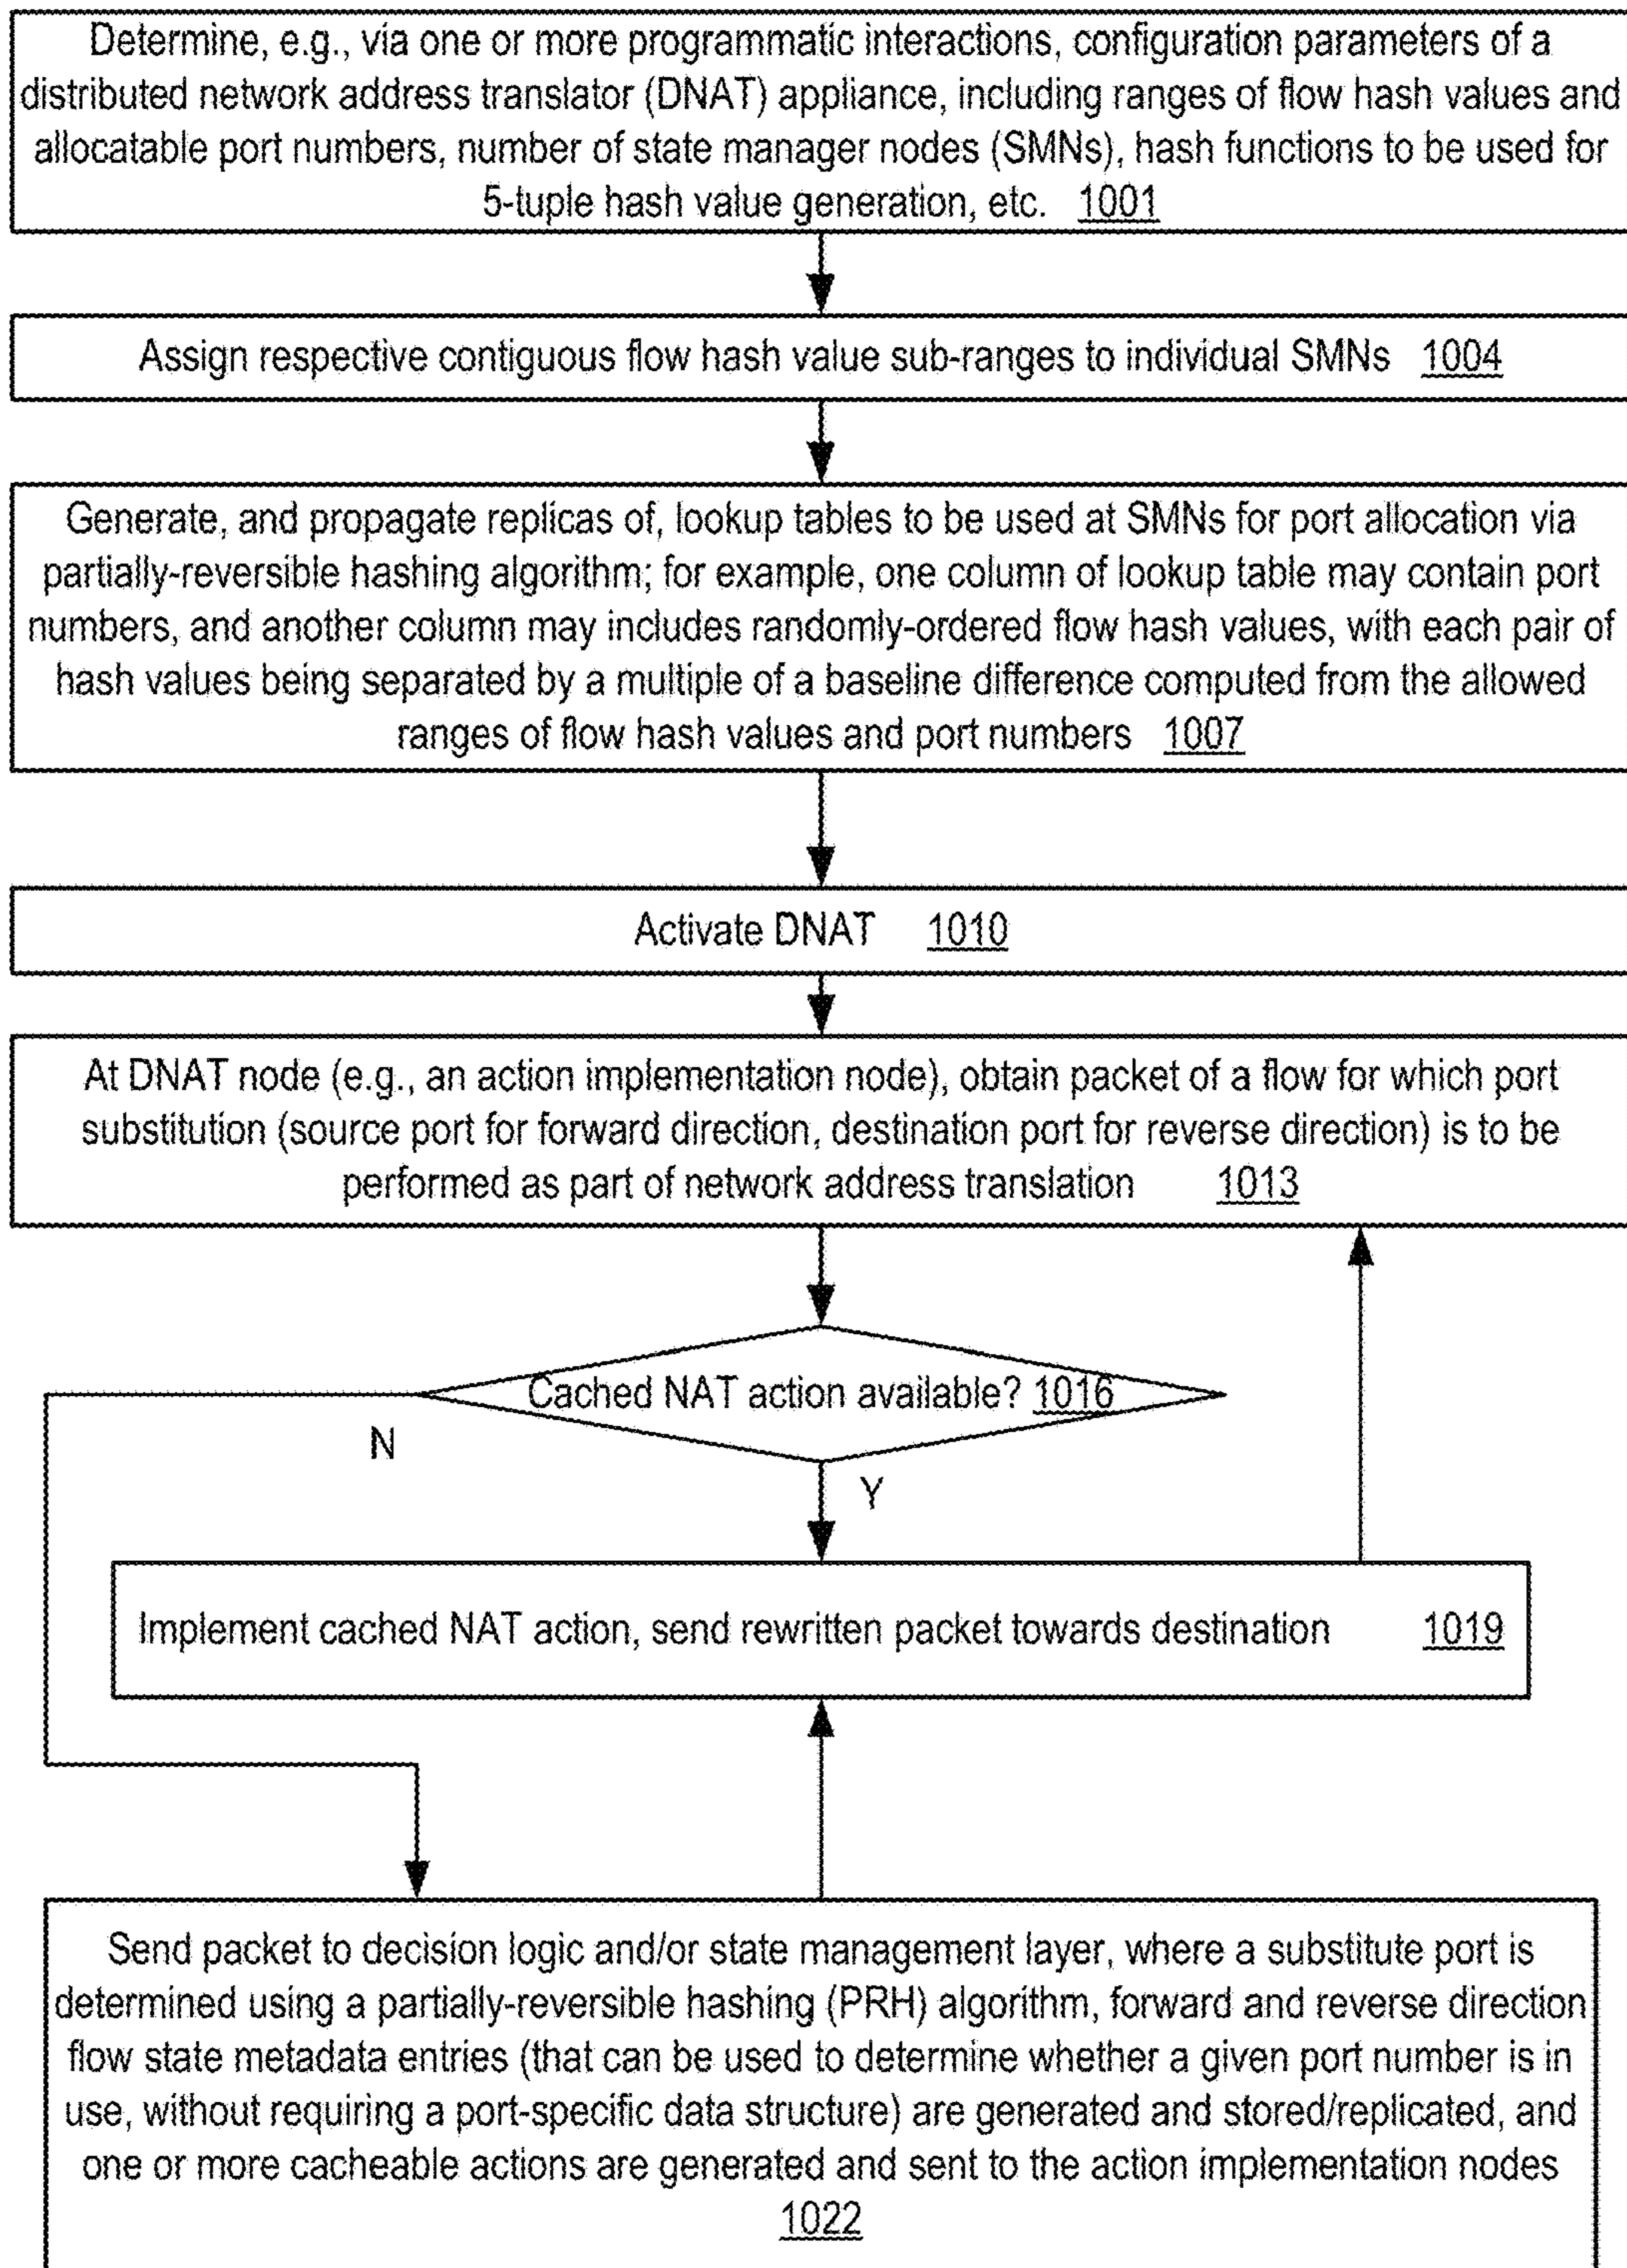 Determine, e.g., via one or more programmatic interactions, configuration parameters of a
distributed network address translator (DNAT) appliance, including ranges of flow hash values and
allocatable port numbers, number of state manager nodes (SMNs), hash functions to be used for
5-tuple hash value generation, etc. 1001
Assign respective contiguous flow hash value sub-ranges to individual SMNs 1004
Generate, and propagate replicas of, lookup tables to be used at SMNs for port allocation via
partially-reversible hashing algorithm; for example, one column of lookup table may contain port
numbers, and another column may includes randomly-ordered flow hash values, with each pair of
hash values being separated by a multiple of a baseline difference computed from the allowed
ranges of flow hash values and port numbers 1007
Activate DNAT 1010
At DNAT node (e.g., an action implementation node), obtain packet of a flow for which port
substitution (source port for forward direction, destination port for reverse direction) is to be
performed as part of network address translation 1013
Cached NAT action available? 1016
N
Y
Implement cached NAT action, send rewritten packet towards destination 1019
Send packet to decision logic and/or state management layer, where a substitute port is
determined using a partially-reversible hashing (PRH) algorithm, forward and reverse direction
flow state metadata entries (that can be used to determine whether a given port number is in
use, without requiring a port-specific data structure) are generated and stored/replicated, and
one or more cacheable actions are generated and sent to the action implementation nodes
1022